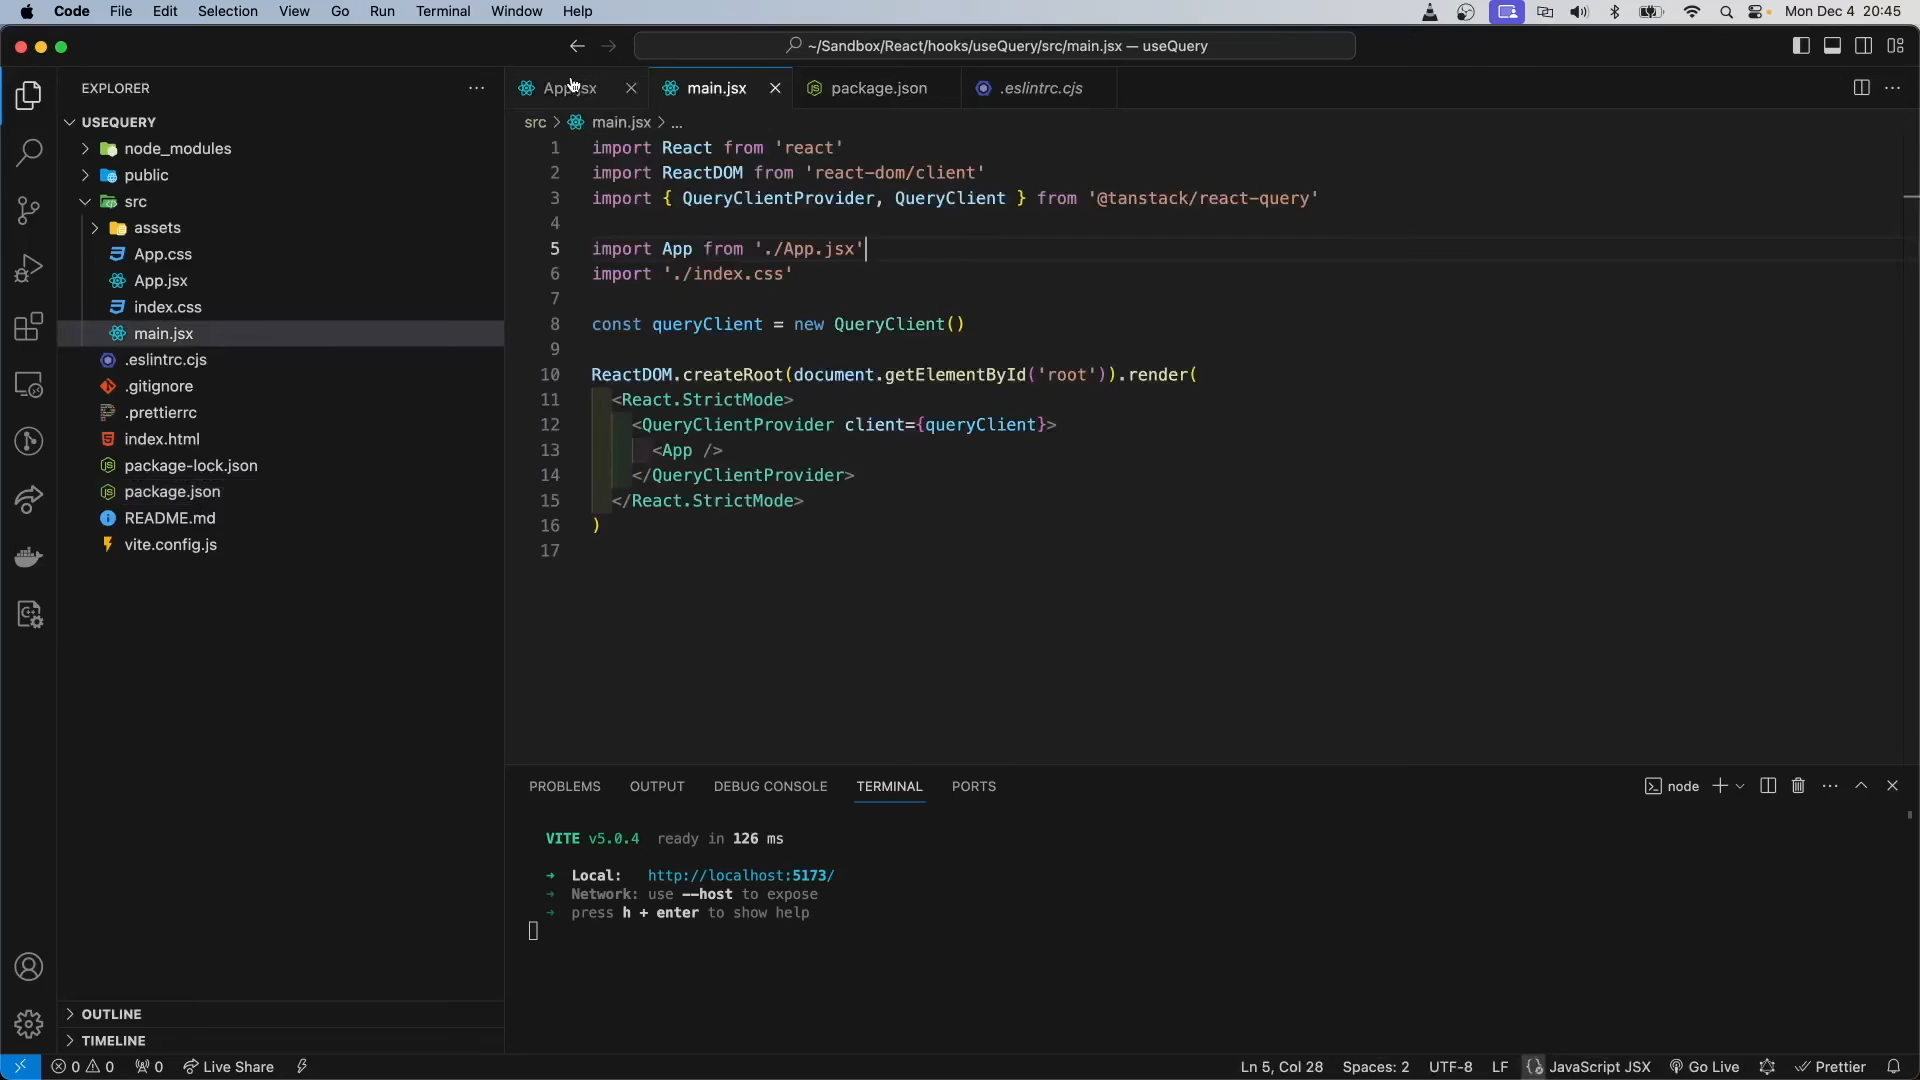 Code File Edit Selection View Go Run Terminal Window Help Mon Dec 4 20:45
~/Sandbox/React/hooks/useQuery/src/main.jsx — useQuery
EXPLORER
USEQUERY
node_modules
public
src
assets
App.css
App.jsx
index.css
main.jsx
.eslintrc.cjs
.gitignore
.prettierrc
index.html
package-lock.json
package.json
README.md
vite.config.js
OUTLINE
TIMELINE
App.jsx main.jsx package.json .eslintrc.cjs
src > main.jsx > ...
1 import React from 'react'
2 import ReactDOM from 'react-dom/client'
3 import { QueryClientProvider, QueryClient } from '@tanstack/react-query'
4
5 import App from './App.jsx'
6 import './index.css'
7
8 const queryClient = new QueryClient()
9
10 ReactDOM.createRoot(document.getElementById('root')).render(
11 <React.StrictMode>
12 <QueryClientProvider client={queryClient}>
13 <App />
14 </QueryClientProvider>
15 </React.StrictMode>
16 )
17
PROBLEMS OUTPUT DEBUG CONSOLE TERMINAL PORTS node
VITE v5.0.4 ready in 126 ms
➜ Local: http://localhost:5173/
➜ Network: use --host to expose
➜ press h + enter to show help
0 0 0 Live Share Ln 5, Col 28 Spaces: 2 UTF-8 LF JavaScript JSX Go Live Prettier